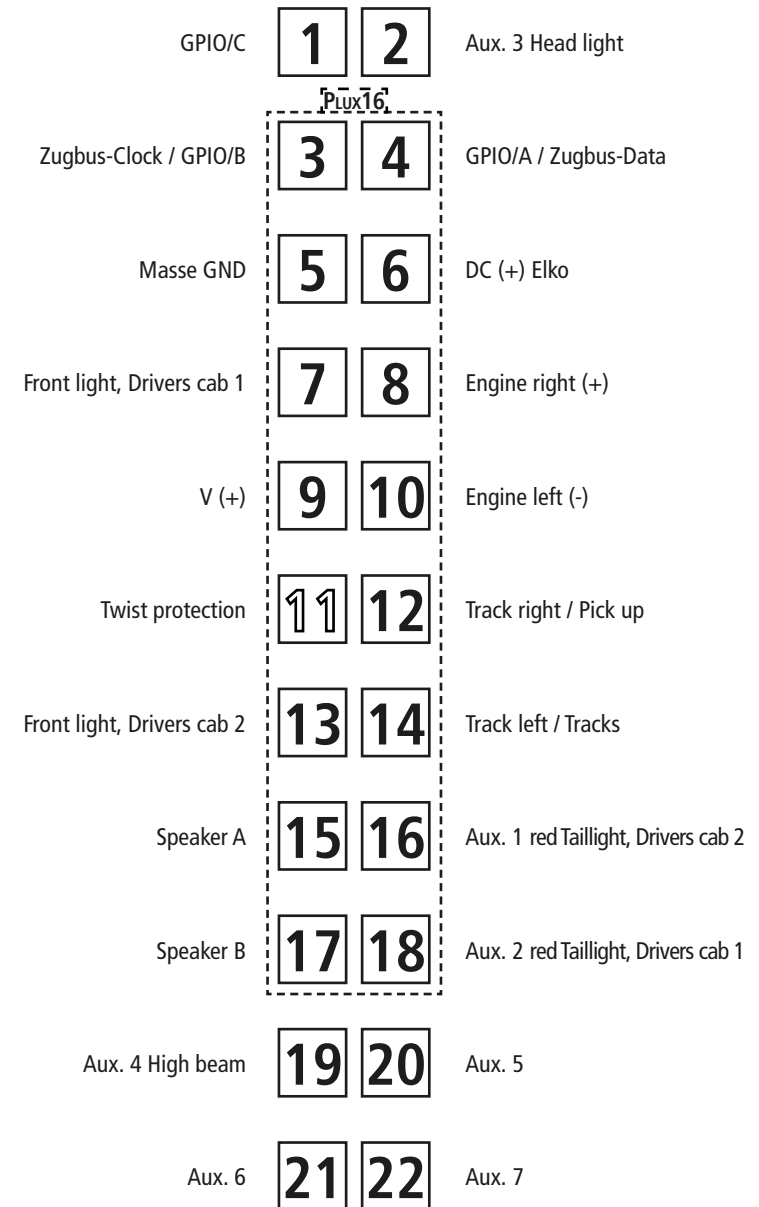 GPIO/C 1 2 Aux. 3 Head light
PLUX16
Zugbus-Clock / GPIO/B 3 4 GPIO/A / Zugbus-Data
Masse GND 5 6 DC (+) Elko
Front light, Drivers cab 1 7 8 Engine right (+)
V (+) 9 10 Engine left (-)
Twist protection 11 12 Track right / Pick up
Front light, Drivers cab 2 13 14 Track left / Tracks
Speaker A 15 16 Aux. 1 red Taillight, Drivers cab 2
Speaker B 17 18 Aux. 2 red Taillight, Drivers cab 1
Aux. 4 High beam 19 20 Aux. 5
Aux. 6 21 22 Aux. 7